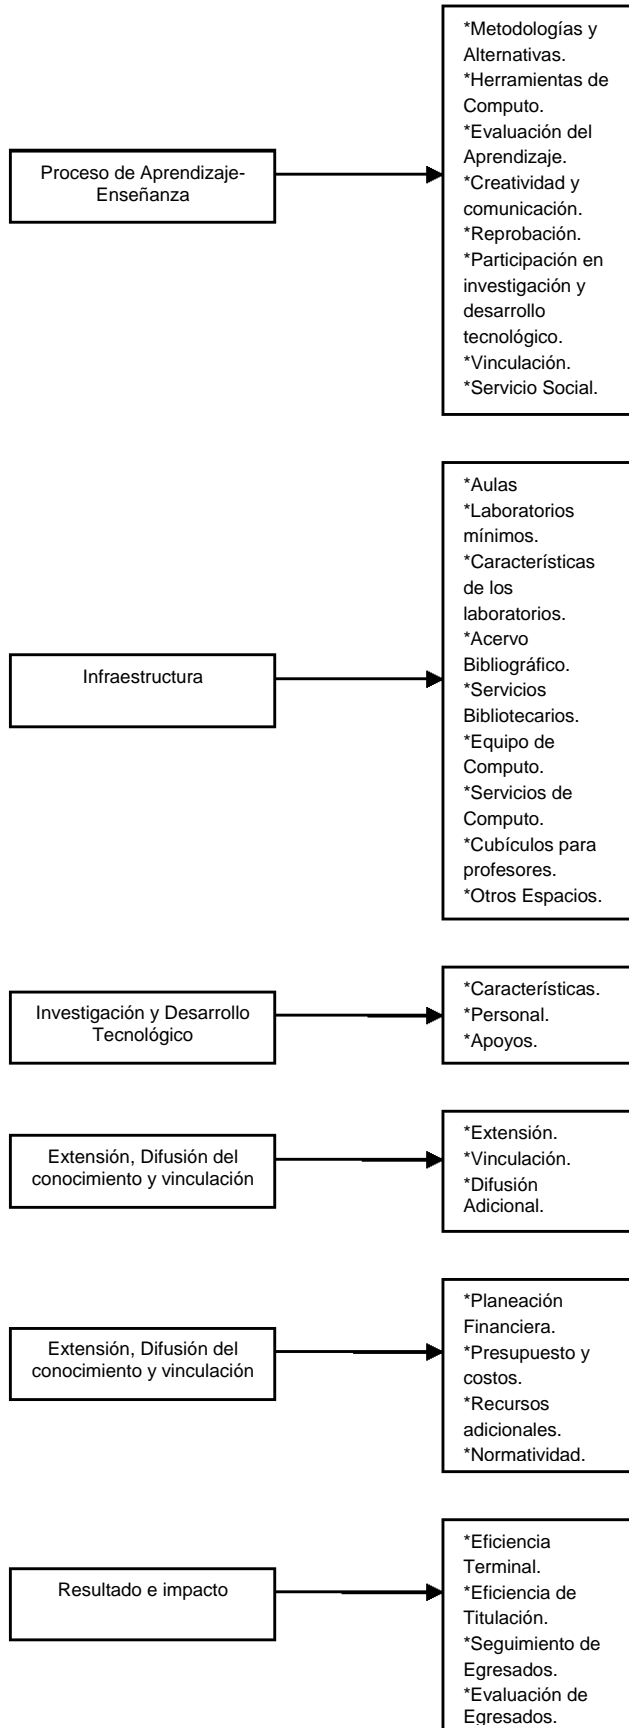 Proceso de Aprendizaje-
Enseñanza
*Metodologías y
Alternativas.
*Herramientas de
Computo.
*Evaluación del
Aprendizaje.
*Creatividad y
comunicación.
*Reprobación.
*Participación en
investigación y
desarrollo
tecnológico.
*Vinculación.
*Servicio Social.
Infraestructura
*Aulas
*Laboratorios
mínimos.
*Características
de los
laboratorios.
*Acervo
Bibliográfico.
*Servicios
Bibliotecarios.
*Equipo de
Computo.
*Servicios de
Computo.
*Cubículos para
profesores.
*Otros Espacios.
Investigación y Desarrollo
Tecnológico
*Características.
*Personal.
*Apoyos.
Extensión, Difusión del
conocimiento y vinculación
*Extensión.
*Vinculación.
*Difusión
Adicional.
Extensión, Difusión del
conocimiento y vinculación
*Planeación
Financiera.
*Presupuesto y
costos.
*Recursos
adicionales.
*Normatividad.
Resultado e impacto
*Eficiencia
Terminal.
*Eficiencia de
Titulación.
*Seguimiento de
Egresados.
*Evaluación de
Egresados.